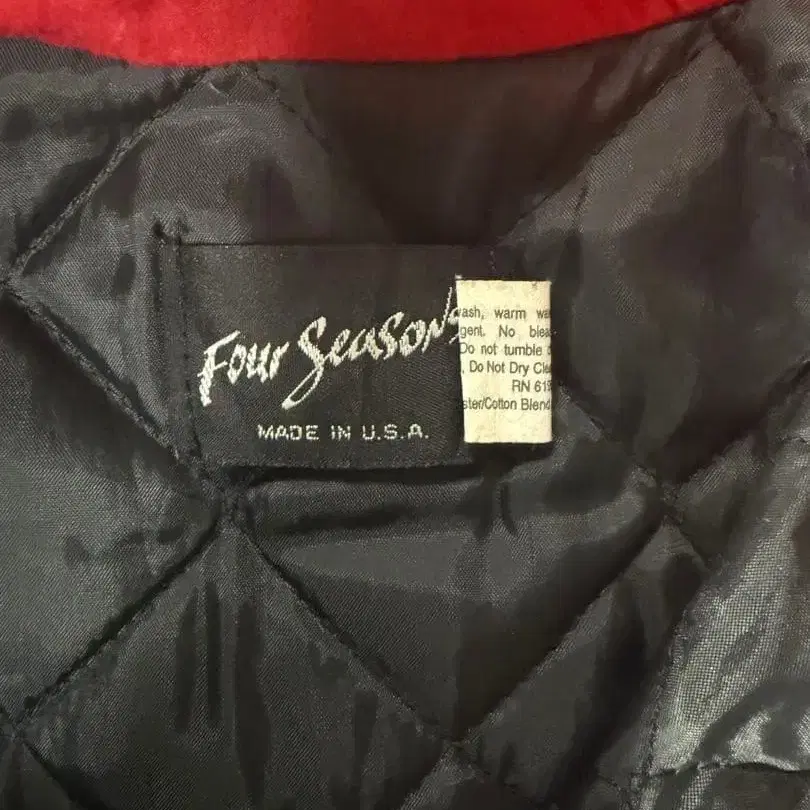 Four Seasons
MADE IN U.S.A.
ash, warm wa
gent. No blea
Do not tumble
, Do Not Dry Cle
RN 619
ster/Cotton Blend